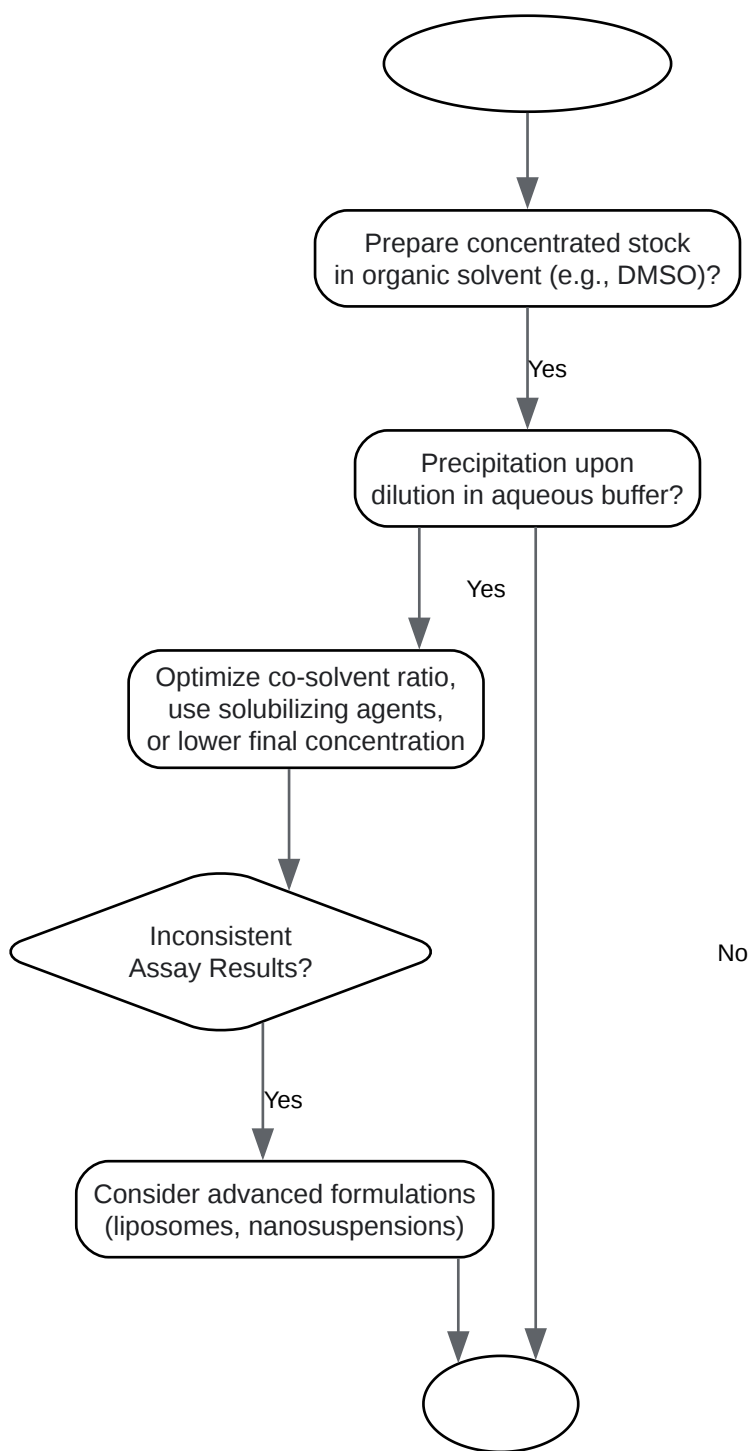 Prepare concentrated stock
in organic solvent (e.g., DMSO)?
Yes
Precipitation upon
dilution in aqueous buffer?
Yes
Optimize co-solvent ratio,
use solubilizing agents,
or lower final concentration
Inconsistent
Assay Results?
No
Yes
Consider advanced formulations
(liposomes, nanosuspensions)